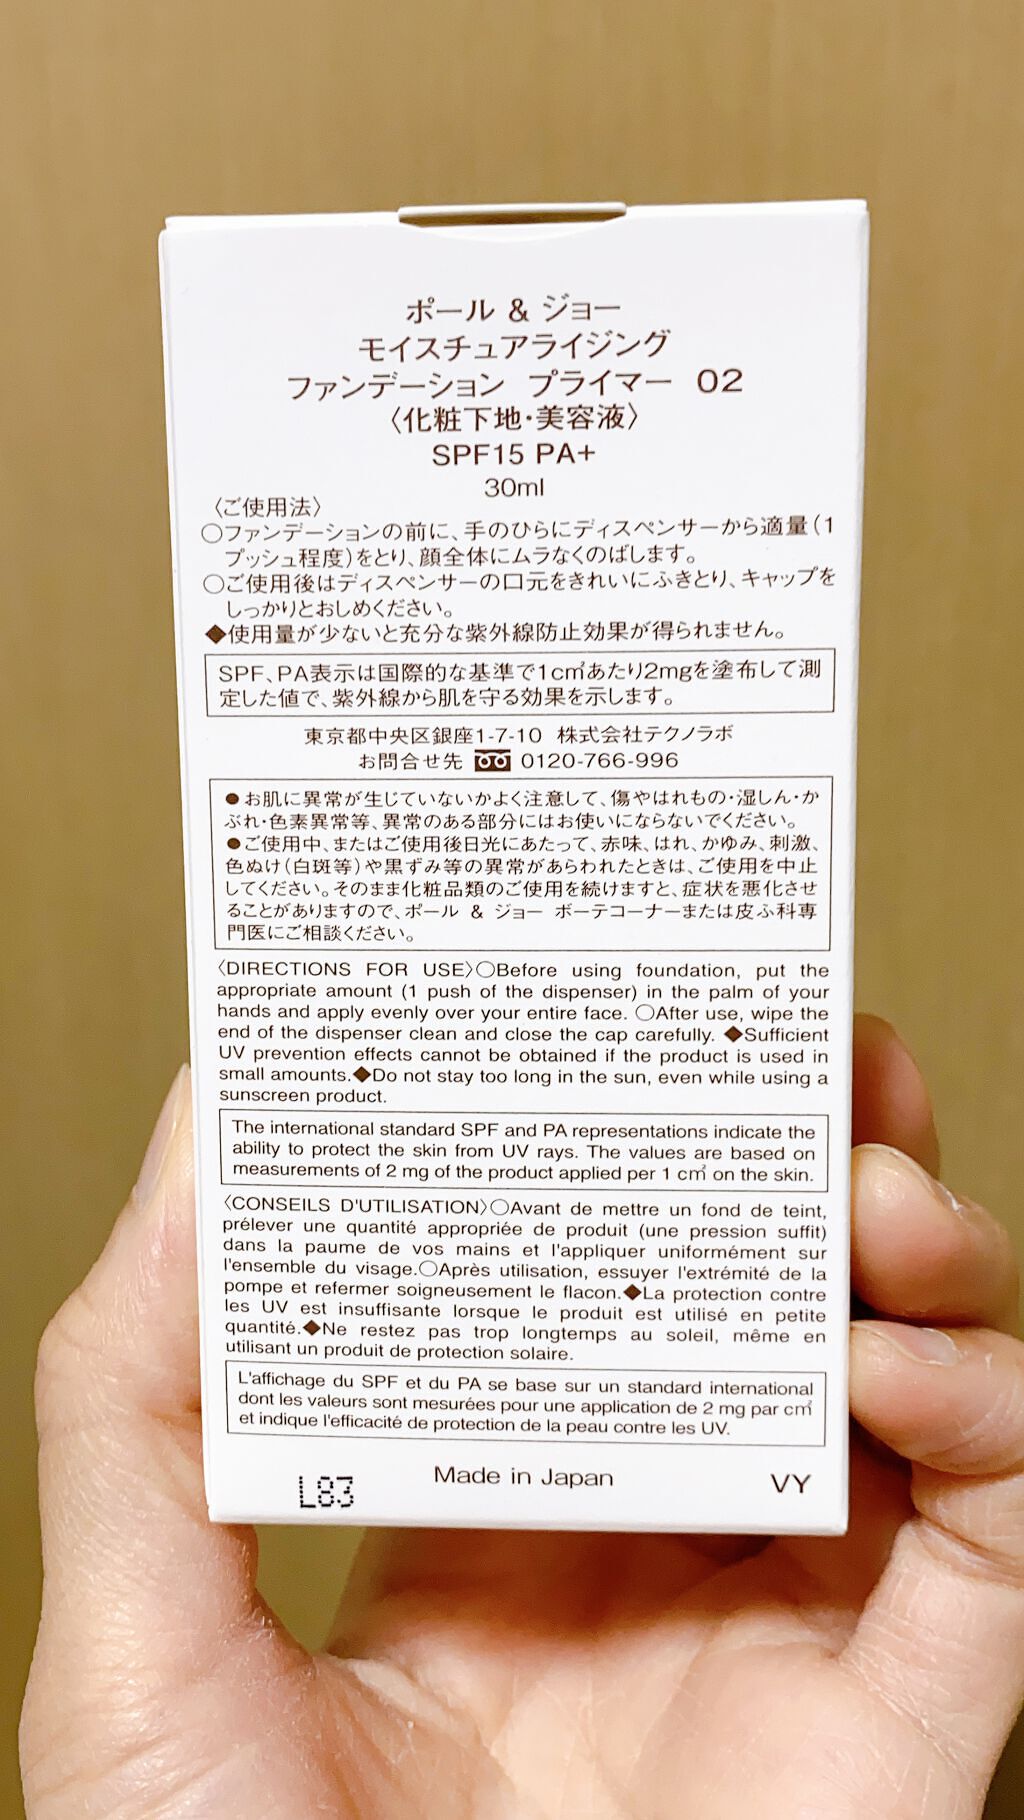 ポール & ジョー
モイスチュアライジング
ファンデーション プライマー 02
〈化粧下地・美容液〉
SPF15 PA+
30ml
〈ご使用法〉
○ファンデーションの前に、手のひらにディスペンサーから適量(1
プッシュ程度)をとり、顔全体にムラなくのばします。
○ご使用後はディスペンサーの口元をきれいにふきとり、キャップを
しっかりとおしめください。
◆使用量が少ないと充分な紫外線防止効果が得られません。
SPF、PA表示は国際的な基準で1c㎡あたり2mgを塗布して測
定した値で、紫外線から肌を守る効果を示します。
東京都中央区銀座1-7-10 株式会社テクノラボ
お問合せ先 0120-766-996
●お肌に異常が生じていないかよく注意して、傷やはれもの・湿しん・か
ぶれ・色素異常等、異常のある部分にはお使いにならないでください。
●ご使用中、またはご使用後日光にあたって、赤味、はれ、かゆみ、刺激、
色ぬけ(白斑等)や黒ずみ等の異常があらわれたときは、ご使用を中止
してください。そのまま化粧品類のご使用を続けますと、症状を悪化させ
ることがありますので、ポール & ジョー ボーテコーナーまたは皮ふ科専
門医にご相談ください。
〈DIRECTIONS FOR USE〉○Before using foundation, put the
appropriate amount (1 push of the dispenser) in the palm of your
hands and apply evenly over your entire face. ○After use, wipe the
end of the dispenser clean and close the cap carefully. ◆Sufficient
UV prevention effects cannot be obtained if the product is used in
small amounts.◆Do not stay too long in the sun, even while using a
sunscreen product.
The international standard SPF and PA representations indicate the
ability to protect the skin from UV rays. The values are based on
measurements of 2 mg of the product applied per 1 c㎡ on the skin.
〈CONSEILS D'UTILISATION〉○Avant de mettre un fond de teint,
prélever une quantité appropriée de produit (une pression suffit)
dans la paume de vos mains et l'appliquer uniformément sur
l'ensemble du visage.○Après utilisation, essuyer l'extrémité de la
pompe et refermer soigneusement le flacon.◆La protection contre
les UV est insuffisante lorsque le produit est utilisé en petite
quantité.◆Ne restez pas trop longtemps au soleil, même en
utilisant un produit de protection solaire.
L'affichage du SPF et du PA se base sur un standard international
dont les valeurs sont mesurées pour une application de 2 mg par c㎡
et indique l'efficacité de protection de la peau contre les UV.
L83 Made in Japan VY